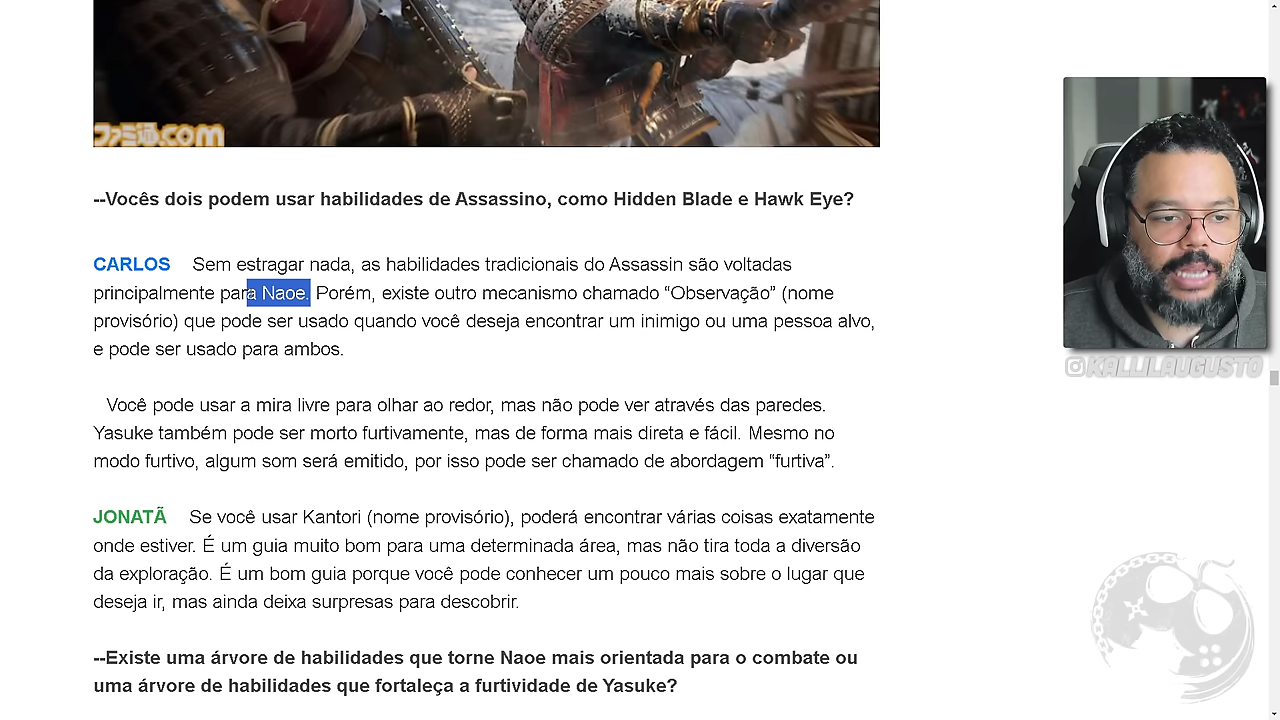 ファミ通.com
--Vocês dois podem usar habilidades de Assassino, como Hidden Blade e Hawk Eye?
CARLOS Sem estragar nada, as habilidades tradicionais do Assassin são voltadas
principalmente para Naoe. Porém, existe outro mecanismo chamado “Observação” (nome
provisório) que pode ser usado quando você deseja encontrar um inimigo ou uma pessoa alvo,
e pode ser usado para ambos.
Você pode usar a mira livre para olhar ao redor, mas não pode ver através das paredes.
Yasuke também pode ser morto furtivamente, mas de forma mais direta e fácil. Mesmo no
modo furtivo, algum som será emitido, por isso pode ser chamado de abordagem “furtiva”.
JONATÃ Se você usar Kantori (nome provisório), poderá encontrar várias coisas exatamente
onde estiver. É um guia muito bom para uma determinada área, mas não tira toda a diversão
da exploração. É um bom guia porque você pode conhecer um pouco mais sobre o lugar que
deseja ir, mas ainda deixa surpresas para descobrir.
--Existe uma árvore de habilidades que torne Naoe mais orientada para o combate ou
uma árvore de habilidades que fortaleça a furtividade de Yasuke?
KALLILAUGUSTO